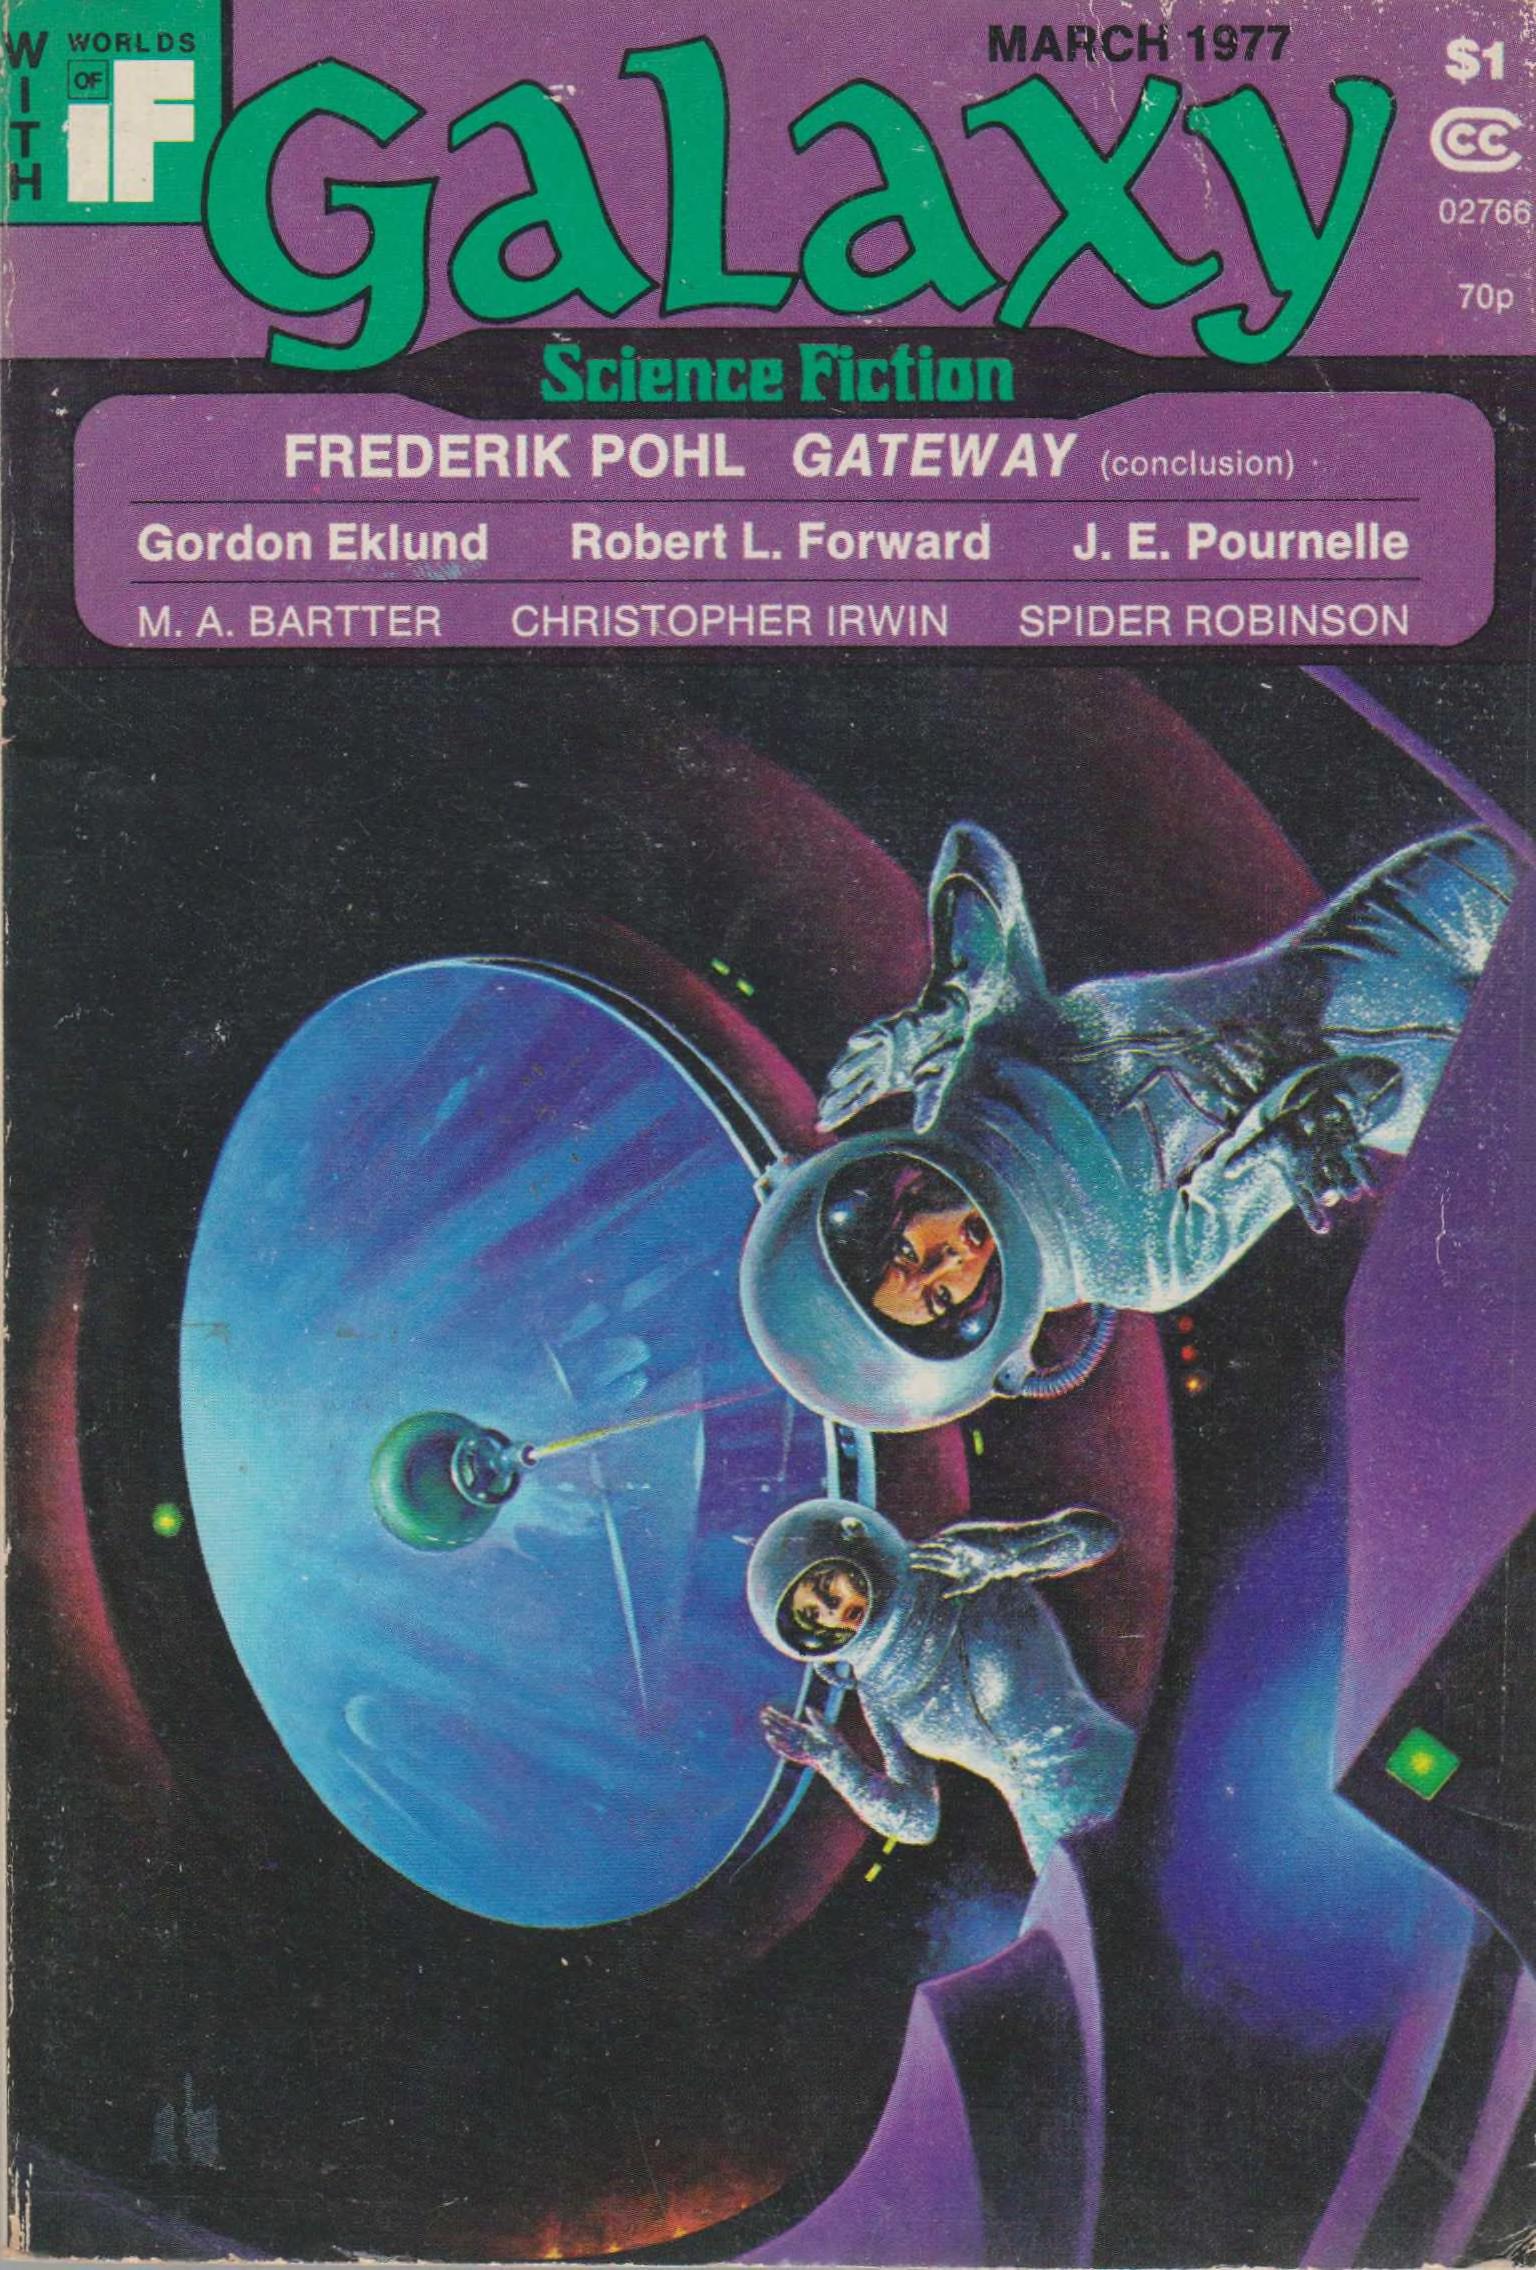 WITH
WORLDS
OF
iF
Galaxy
MARCH 1977
$1
CC
02766
70p
Science Fiction
FREDERIK POHL GATEWAY (conclusion)
Gordon Eklund Robert L. Forward J. E. Pournelle
M. A. BARTTER CHRISTOPHER IRWIN SPIDER ROBINSON